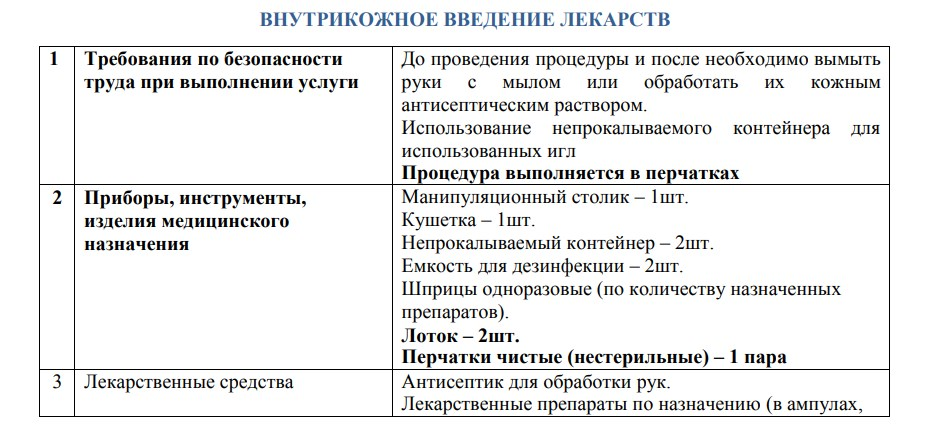 ВНУТРИКОЖНОЕ ВВЕДЕНИЕ ЛЕКАРСТВ
1 Требования по безопасности труда при выполнении услуги
До проведения процедуры и после необходимо вымыть
руки с мылом или обработать их кожным
антисептическим раствором.
Использование непрокалываемого контейнера для
использованных игл
Процедура выполняется в перчатках
2 Приборы, инструменты,
изделия медицинского
назначения
Манипуляционный столик – 1шт.
Кушетка – 1шт.
Непрокалываемый контейнер – 2шт.
Емкость для дезинфекции – 2шт.
Шприцы одноразовые (по количеству назначенных
препаратов).
Лоток – 2шт.
Перчатки чистые (нестерильные) – 1 пара
3 Лекарственные средства
Антисептик для обработки рук.
Лекарственные препараты по назначению (в ампулах,